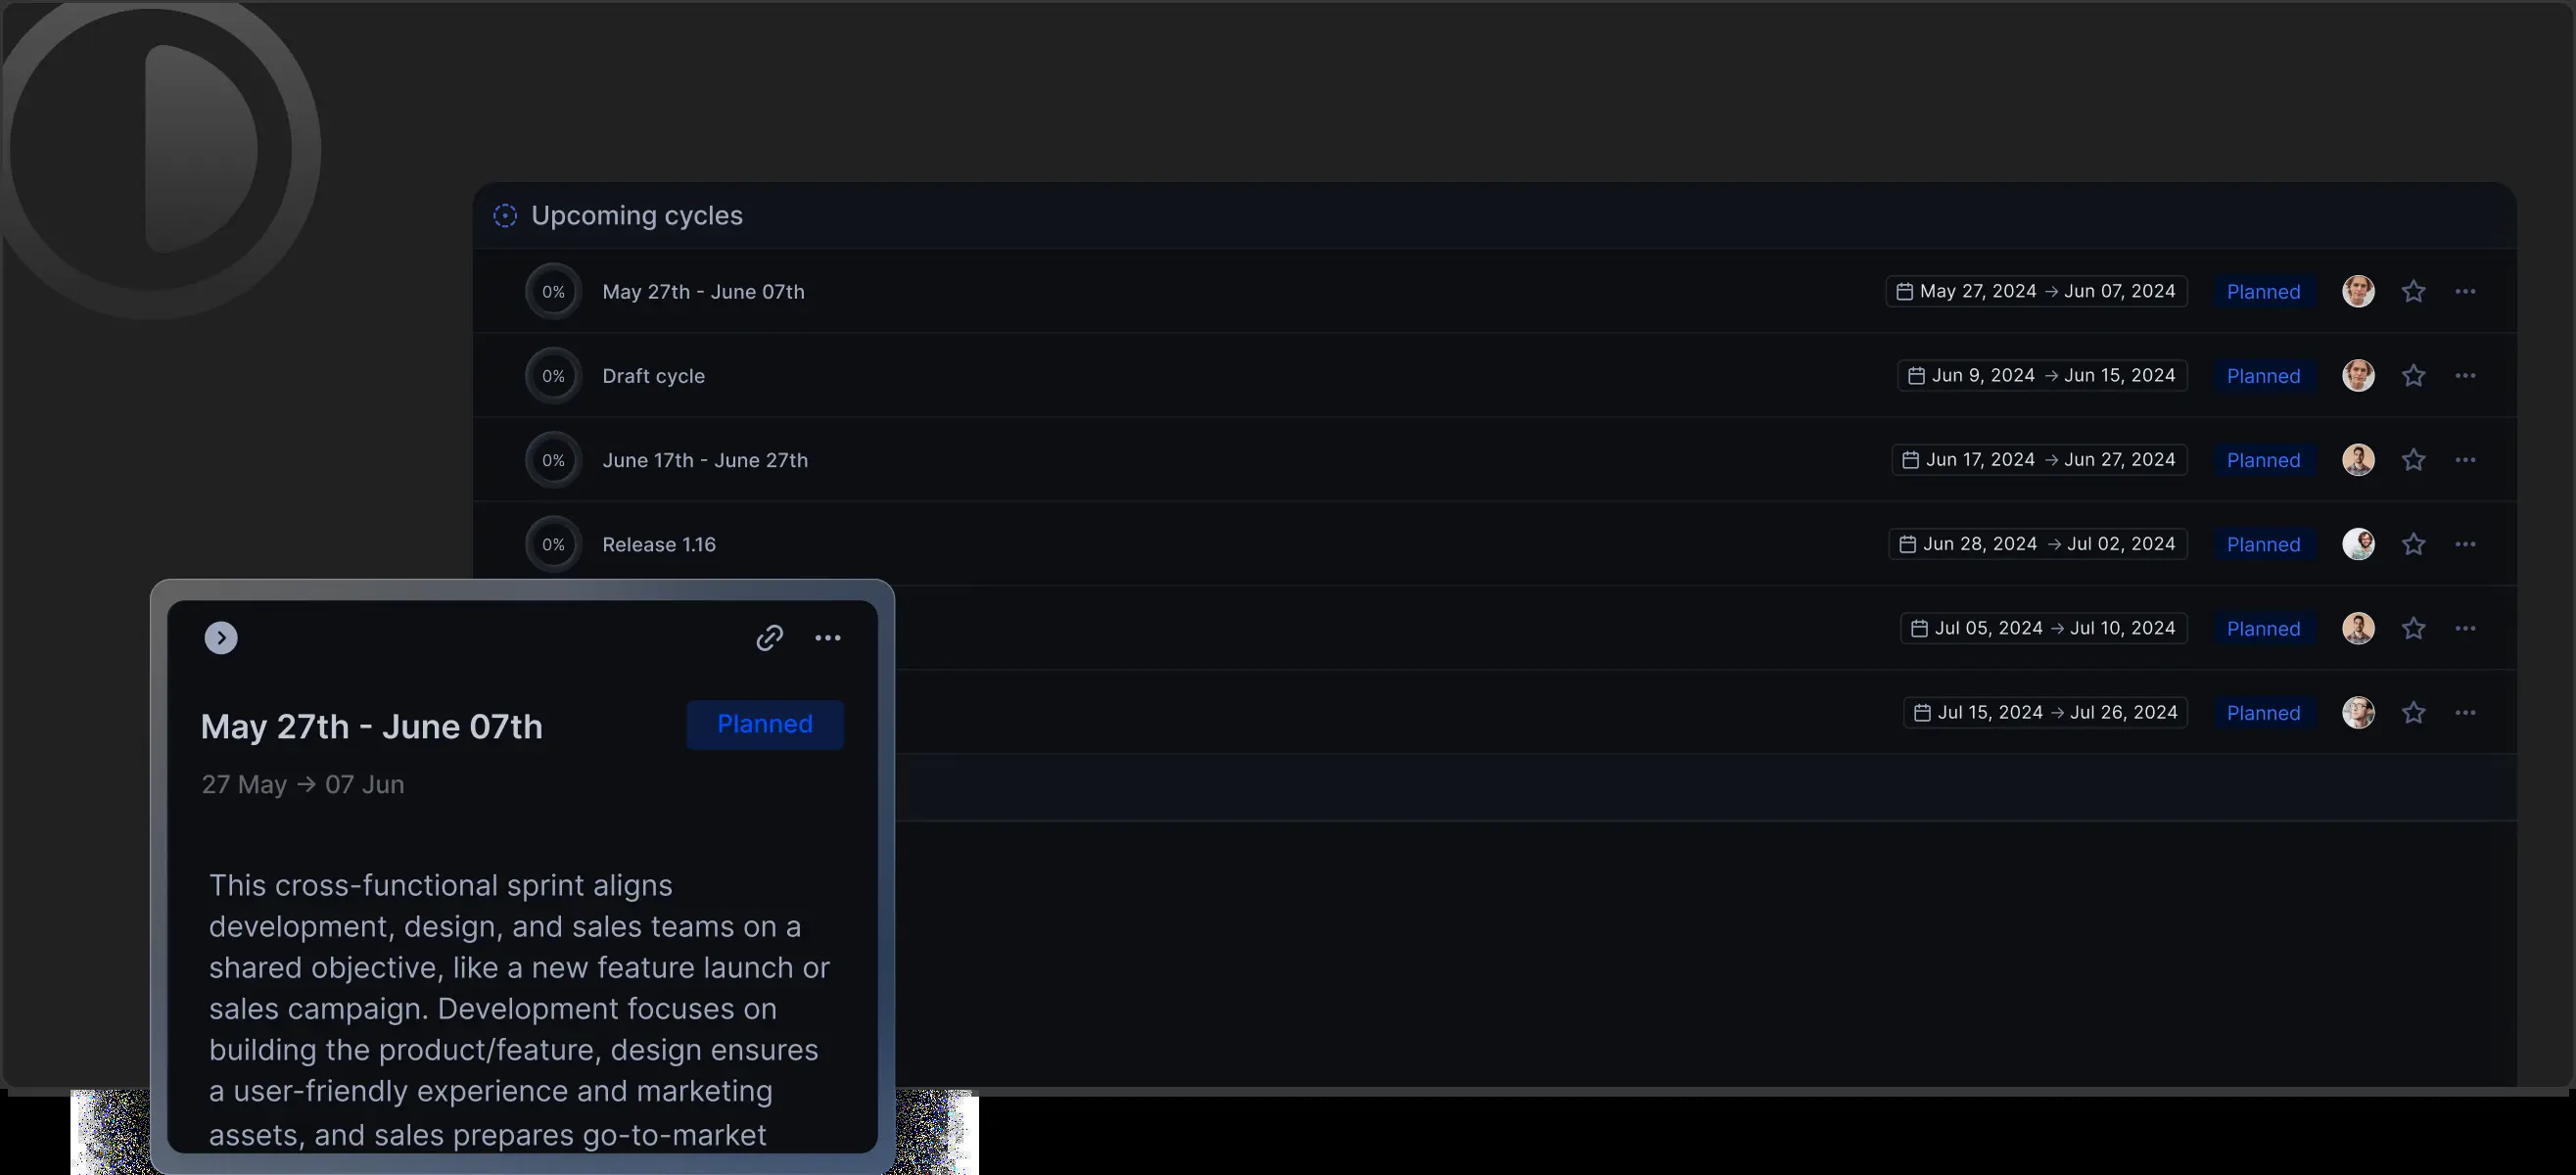 Upcoming cycles
0% May 27th - June 07th May 27, 2024 → Jun 07, 2024 Planned
0% Draft cycle Jun 9, 2024 → Jun 15, 2024 Planned
0% June 17th - June 27th Jun 17, 2024 → Jun 27, 2024 Planned
0% Release 1.16 Jun 28, 2024 → Jul 02, 2024 Planned
Jul 05, 2024 → Jul 10, 2024 Planned
Jul 15, 2024 → Jul 26, 2024 Planned
May 27th - June 07th Planned
27 May → 07 Jun
This cross-functional sprint aligns
development, design, and sales teams on a
shared objective, like a new feature launch or
sales campaign. Development focuses on
building the product/feature, design ensures
a user-friendly experience and marketing
assets, and sales prepares go-to-market